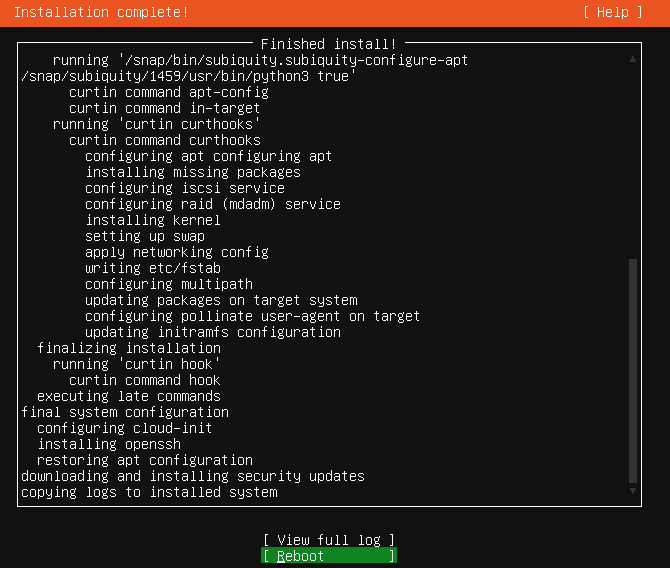 Installation complete! [ Help ]
Finished install!
running '/snap/bin/subiquity.subiquity-configure-apt
/snap/subiquity/1459/usr/bin/python3 true'
curtin command apt-config
curtin command in-target
running 'curtin curthooks'
curtin command curthooks
configuring apt configuring apt
installing missing packages
configuring iscsi service
configuring raid (mdadm) service
installing kernel
setting up swap
apply networking config
writing etc/fstab
configuring multipath
updating packages on target system
configuring pollinate user-agent on target
updating initramfs configuration
finalizing installation
running 'curtin hook'
curtin command hook
executing late commands
final system configuration
configuring cloud-init
installing openssh
restoring apt configuration
downloading and installing security updates
copying logs to installed system
[ View full log ]
[ Reboot ]